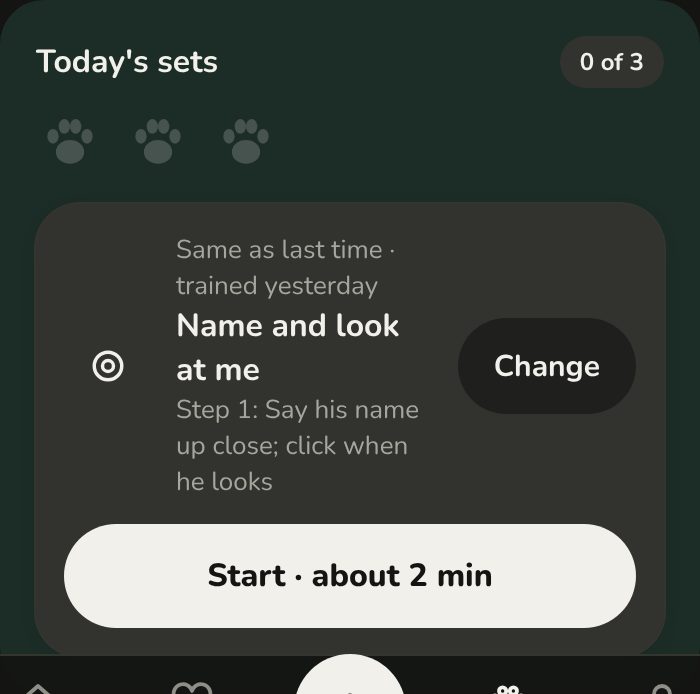 Today's sets
0 of 3
Same as last time ·
trained yesterday
Name and look
at me
Step 1: Say his name
up close; click when
he looks
Change
Start · about 2 min